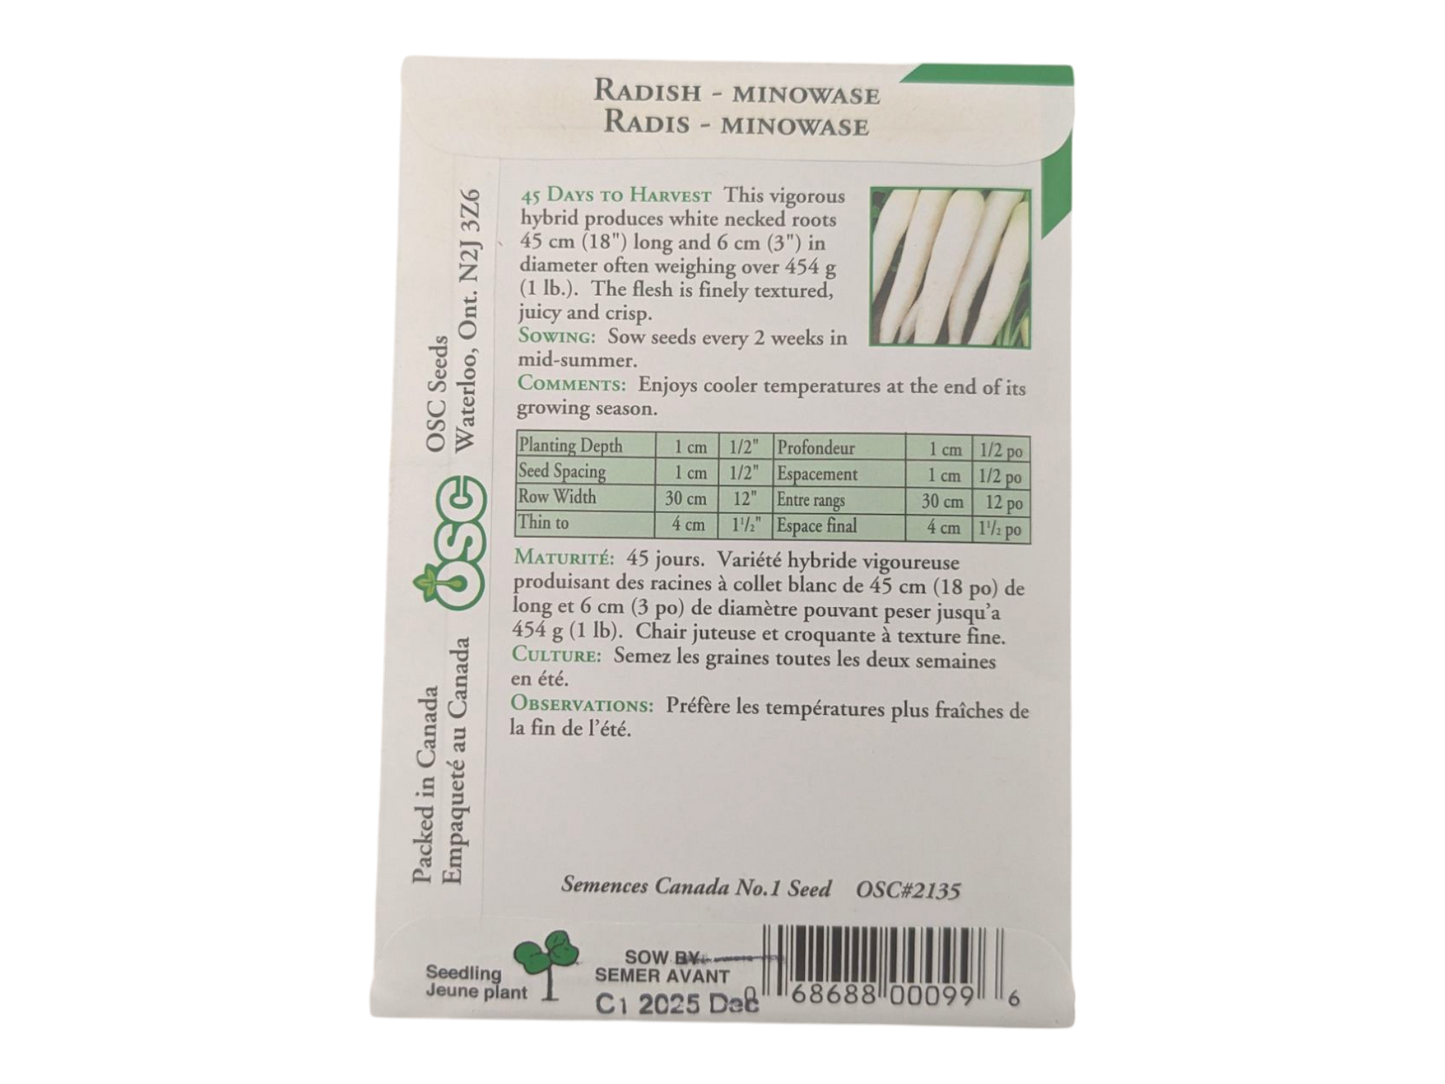 RADISH - MINOWASE
RADIS - MINOWASE
45 DAYS TO HARVEST This vigorous
hybrid produces white necked roots
45 cm (18") long and 6 cm (3") in
diameter often weighing over 454 g
(1 lb.). The flesh is finely textured,
juicy and crisp.
SOWING: Sow seeds every 2 weeks in
mid-summer.
COMMENTS: Enjoys cooler temperatures at the end of its
growing season.
Planting Depth 1 cm 1/2" Profondeur 1 cm 1/2 po
Seed Spacing 1 cm 1/2" Espacement 1 cm 1/2 po
Row Width 30 cm 12" Entre rangs 30 cm 12 po
Thin to 4 cm 1 1/2" Espace final 4 cm 1 1/2 po
MATURITÉ: 45 jours. Variété hybride vigoureuse
produisant des racines à collet blanc de 45 cm (18 po) de
long et 6 cm (3 po) de diamètre pouvant peser jusqu'a
454 g (1 lb). Chair juteuse et croquante à texture fine.
CULTURE: Semez les graines toutes les deux semaines
en été.
OBSERVATIONS: Préfère les températures plus fraîches de
la fin de l'été.
Semences Canada No.1 Seed OSC#2135
OSC Seeds
Waterloo, Ont. N2J 3Z6
OSC
Packed in Canada
Empaqueté au Canada
Seedling
Jeune plant
SOW BY
SEMER AVANT
C1 2025 Dec
0 68688 00099 6